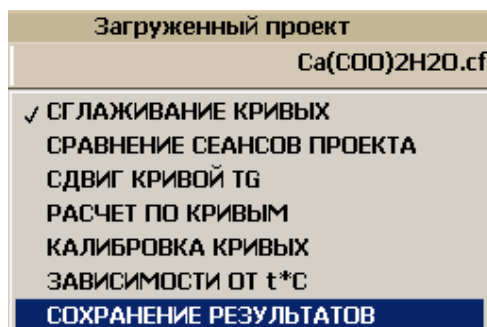 Загруженный проект
Ca(COO)2H2O.cf
✓ СГЛАЖИВАНИЕ КРИВЫХ
СРАВНЕНИЕ СЕАНСОВ ПРОЕКТА
СДВИГ КРИВОЙ TG
РАСЧЕТ ПО КРИВЫМ
КАЛИБРОВКА КРИВЫХ
ЗАВИСИМОСТИ ОТ t*C
СОХРАНЕНИЕ РЕЗУЛЬТАТОВ